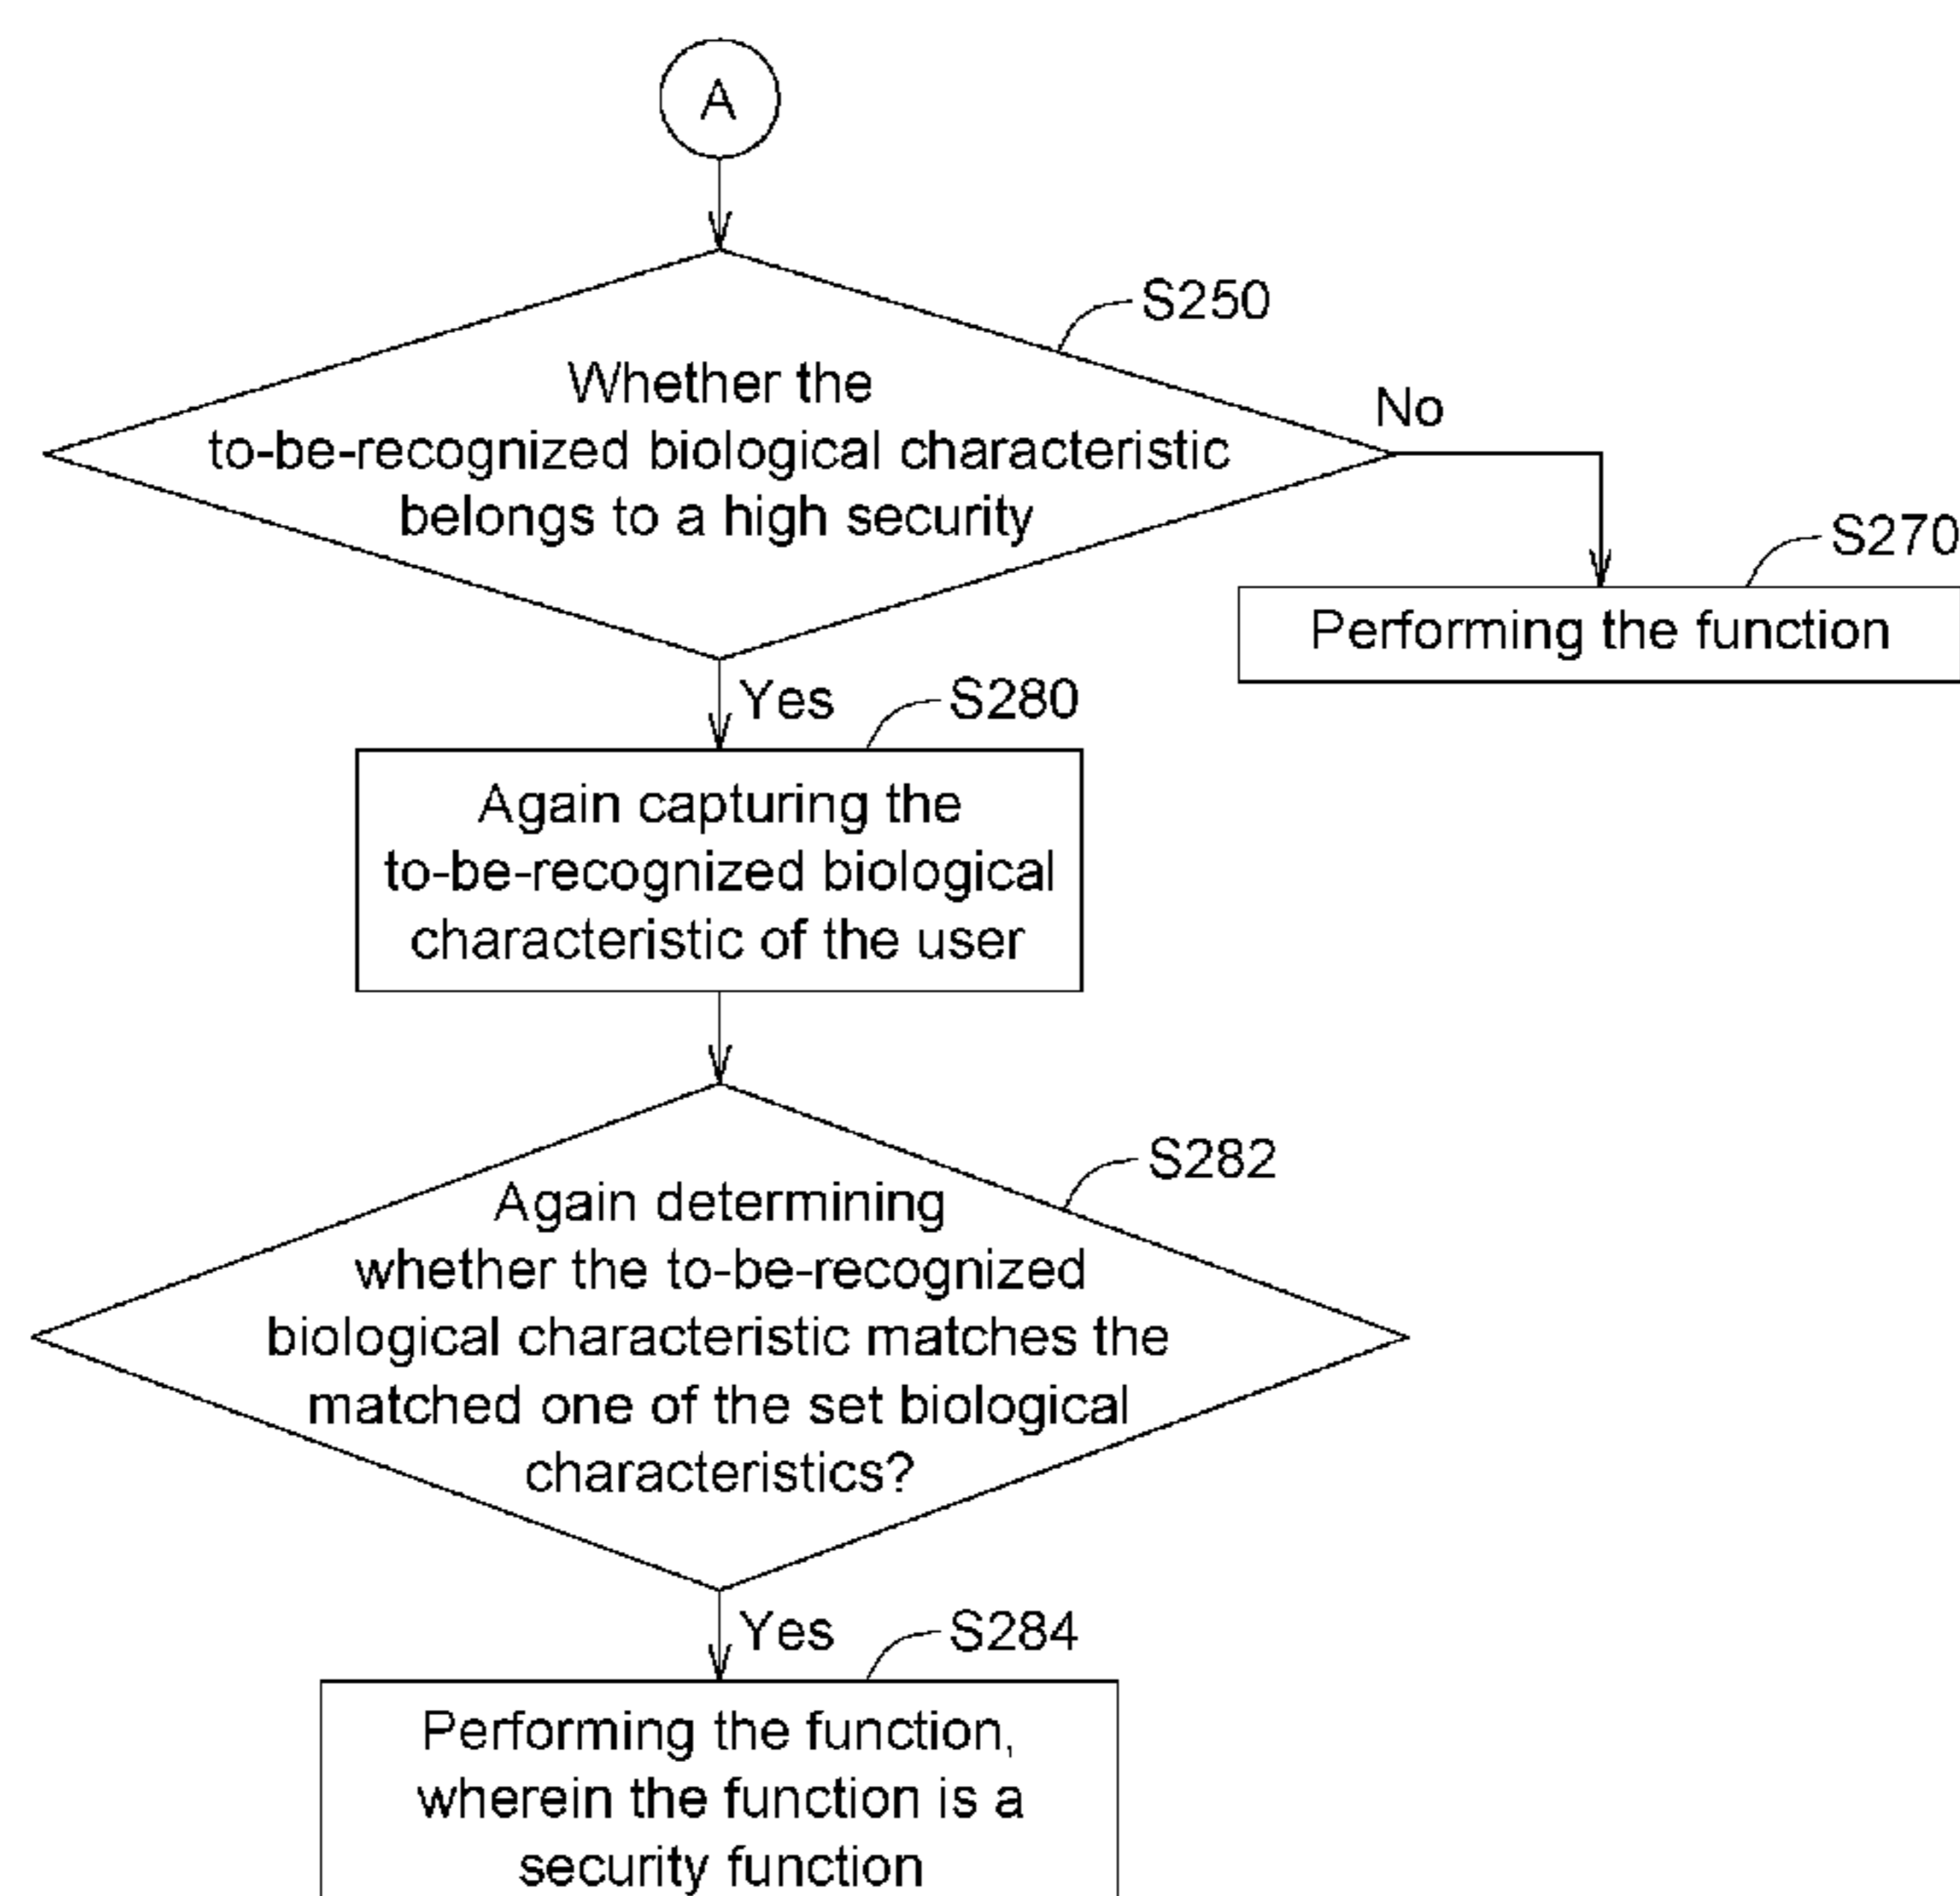 A
S250
Whether the
to-be-recognized biological characteristic
belongs to a high security
No
S270
Performing the function
Yes
S280
Again capturing the
to-be-recognized biological
characteristic of the user
S282
Again determining
whether the to-be-recognized
biological characteristic matches the
matched one of the set biological
characteristics?
Yes
S284
Performing the function,
wherein the function is a
security function